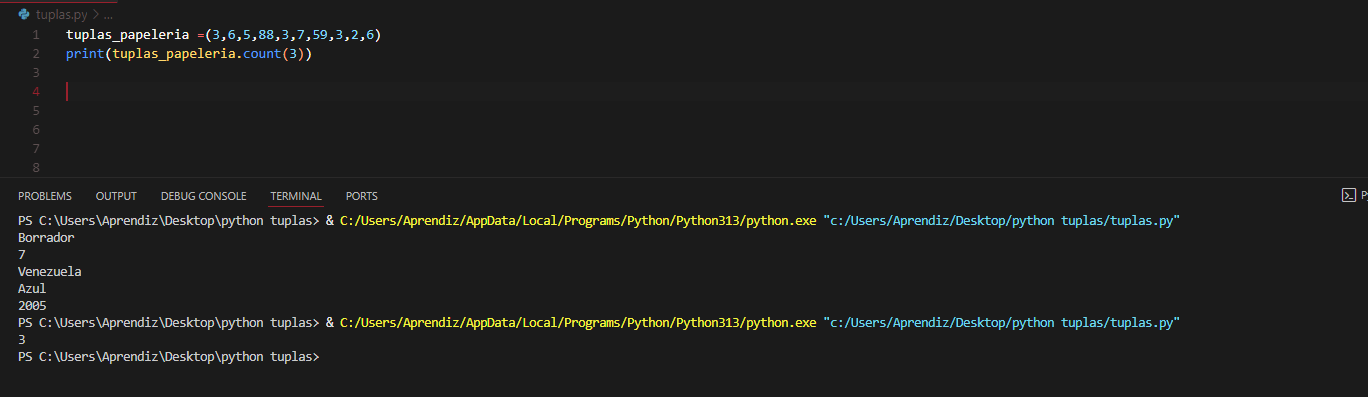 tuplas.py > ...
1 tuplas_papeleria =(3,6,5,88,3,7,59,3,2,6)
2 print(tuplas_papeleria.count(3))
3
4
5
6
7
8
PROBLEMS OUTPUT DEBUG CONSOLE TERMINAL PORTS
PS C:\Users\Aprendiz\Desktop\python tuplas> & C:/Users/Aprendiz/AppData/Local/Programs/Python/Python313/python.exe "c:/Users/Aprendiz/Desktop/python tuplas/tuplas.py"
Borrador
7
Venezuela
Azul
2005
PS C:\Users\Aprendiz\Desktop\python tuplas> & C:/Users/Aprendiz/AppData/Local/Programs/Python/Python313/python.exe "c:/Users/Aprendiz/Desktop/python tuplas/tuplas.py"
3
PS C:\Users\Aprendiz\Desktop\python tuplas>